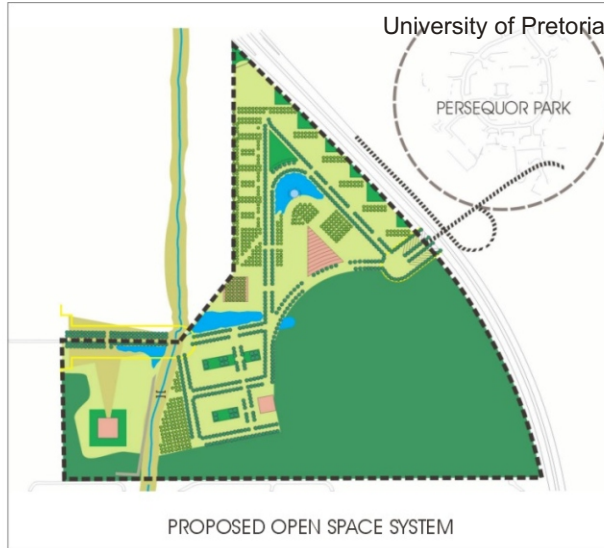 University of Pretoria
PERSEQUOR PARK
PROPOSED OPEN SPACE SYSTEM